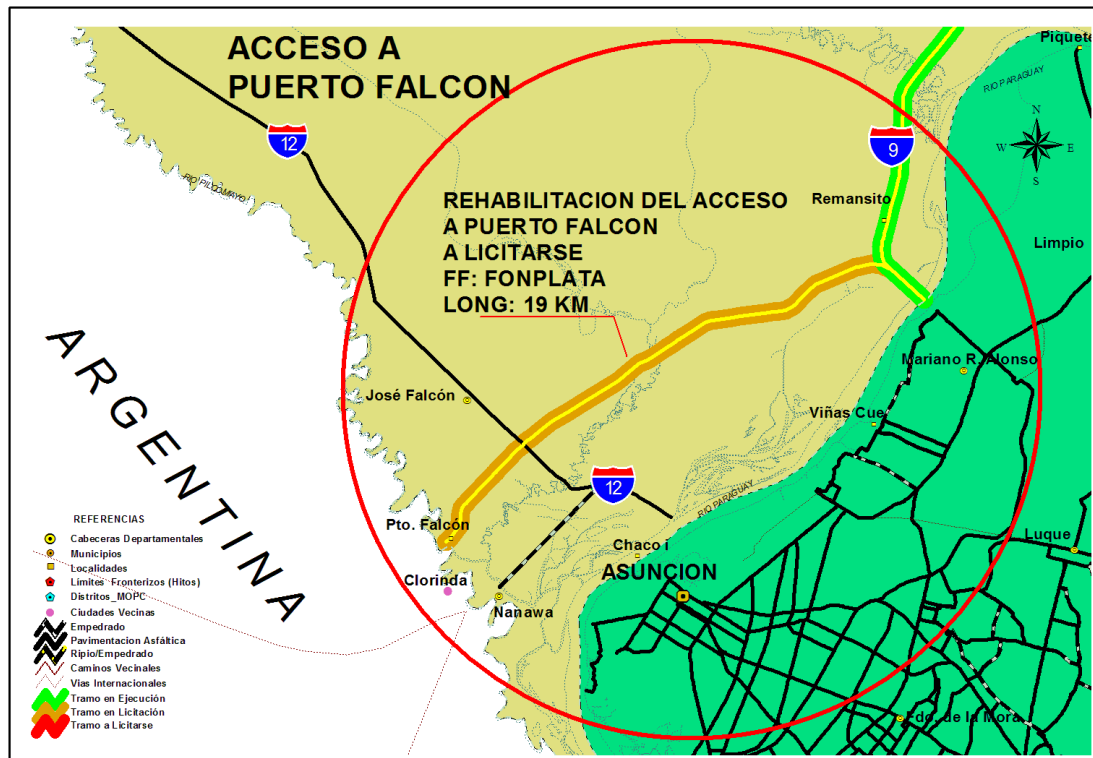 ACCESO A
PUERTO FALCON
Piquete
RIO PARAGUAY
N
W E
S
12
9
RIO PILCOMAYO
REHABILITACION DEL ACCESO
A PUERTO FALCON
A LICITARSE
FF: FONPLATA
LONG: 19 KM
Remansito
Limpio
ARGENTINA
Mariano R. Alonso
José Falcón
Viñas Cue
12
RIO PARAGUAY
Pto. Falcón
Luque
Chaco i
Clorinda
ASUNCION
Nanawa
Fdo. de la Mora
REFERENCIAS
Cabeceras Departamentales
Municipios
Localidades
Límites Fronterizos (Hitos)
Distritos_MOPC
Ciudades Vecinas
Empedrado
Pavimentacion Asfáltica
Ripio/Empedrado
Caminos Vecinales
Vías Internacionales
Tramo en Ejecución
Tramo en Licitación
Tramo a Licitarse